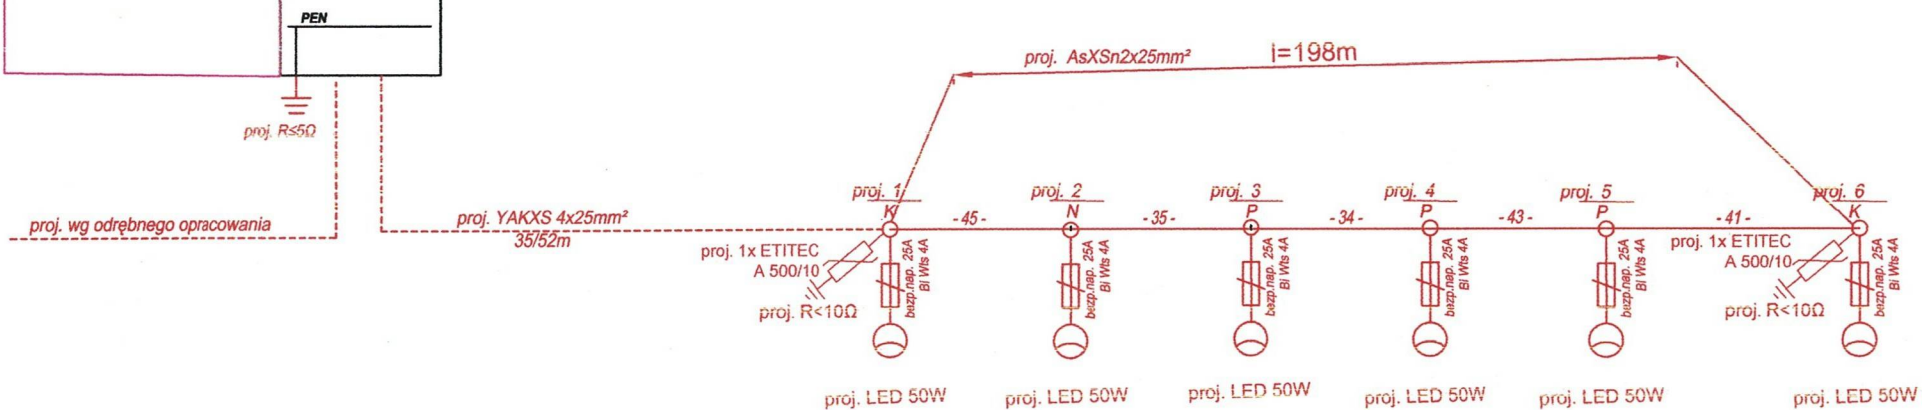 PEN
proj. R≤5Ω
proj. AsXSn2x25mm² l=198m
proj. wg odrębnego opracowania
proj. YAKXS 4x25mm²
35/52m
proj. 1
K
proj. 2
N
proj. 3
P
proj. 4
P
proj. 5
P
proj. 6
K
-45-
-35-
-34-
-43-
-41-
proj. 1x ETITEC
A 500/10
proj. R<10Ω
bezp.nap. 25A
Bi Wts 4A
bezp.nap. 25A
Bi Wts 4A
bezp.nap. 25A
Bi Wts 4A
bezp.nap. 25A
Bi Wts 4A
bezp.nap. 25A
Bi Wts 4A
proj. 1x ETITEC
A 500/10
proj. R<10Ω
bezp.nap. 25A
Bi Wts 4A
proj. LED 50W
proj. LED 50W
proj. LED 50W
proj. LED 50W
proj. LED 50W
proj. LED 50W